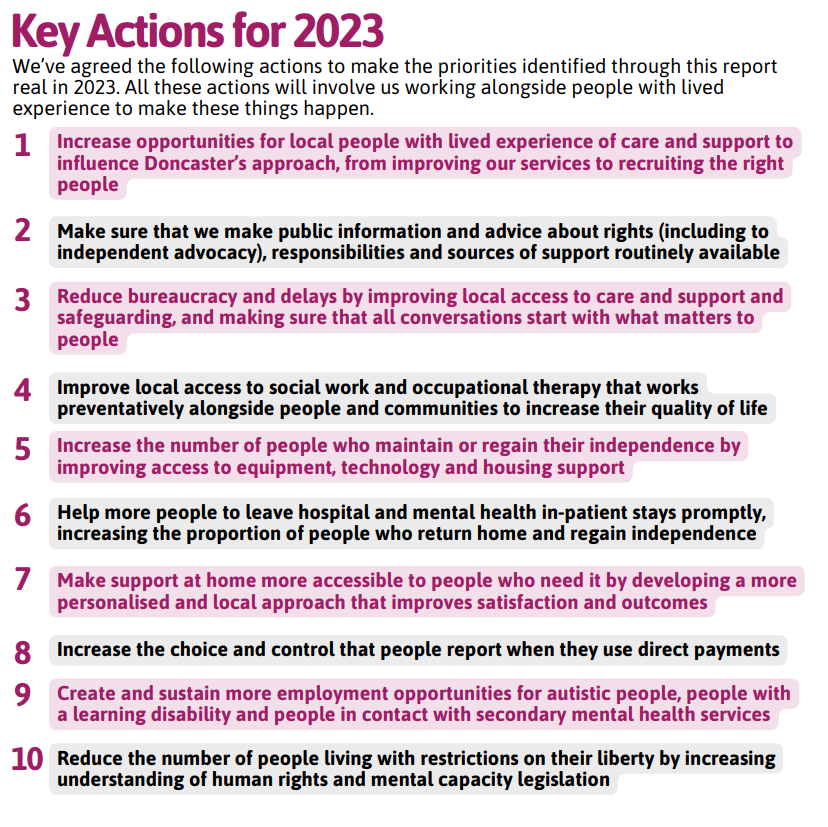 Key Actions for 2023
We’ve agreed the following actions to make the priorities identified through this report
real in 2023. All these actions will involve us working alongside people with lived
experience to make these things happen.
1 Increase opportunities for local people with lived experience of care and support to
influence Doncaster’s approach, from improving our services to recruiting the right
people
2 Make sure that we make public information and advice about rights (including to
independent advocacy), responsibilities and sources of support routinely available
3 Reduce bureaucracy and delays by improving local access to care and support and
safeguarding, and making sure that all conversations start with what matters to
people
4 Improve local access to social work and occupational therapy that works
preventatively alongside people and communities to increase their quality of life
5 Increase the number of people who maintain or regain their independence by
improving access to equipment, technology and housing support
6 Help more people to leave hospital and mental health in-patient stays promptly,
increasing the proportion of people who return home and regain independence
7 Make support at home more accessible to people who need it by developing a more
personalised and local approach that improves satisfaction and outcomes
8 Increase the choice and control that people report when they use direct payments
9 Create and sustain more employment opportunities for autistic people, people with
a learning disability and people in contact with secondary mental health services
10 Reduce the number of people living with restrictions on their liberty by increasing
understanding of human rights and mental capacity legislation